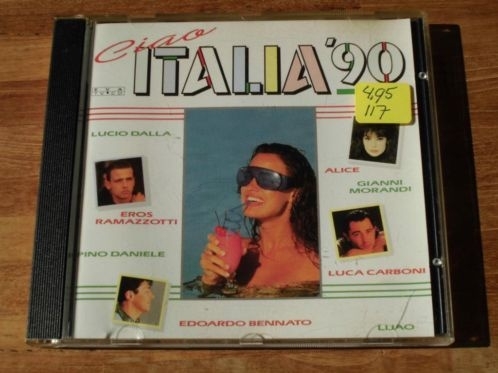 Ciao
ITALIA '90
4,95
117
LUCIO DALLA
ALICE
GIANNI
MORANDI
EROS
RAMAZZOTTI
PINO DANIELE
LUCA CARBONI
EDOARDO BENNATO
LIJAO